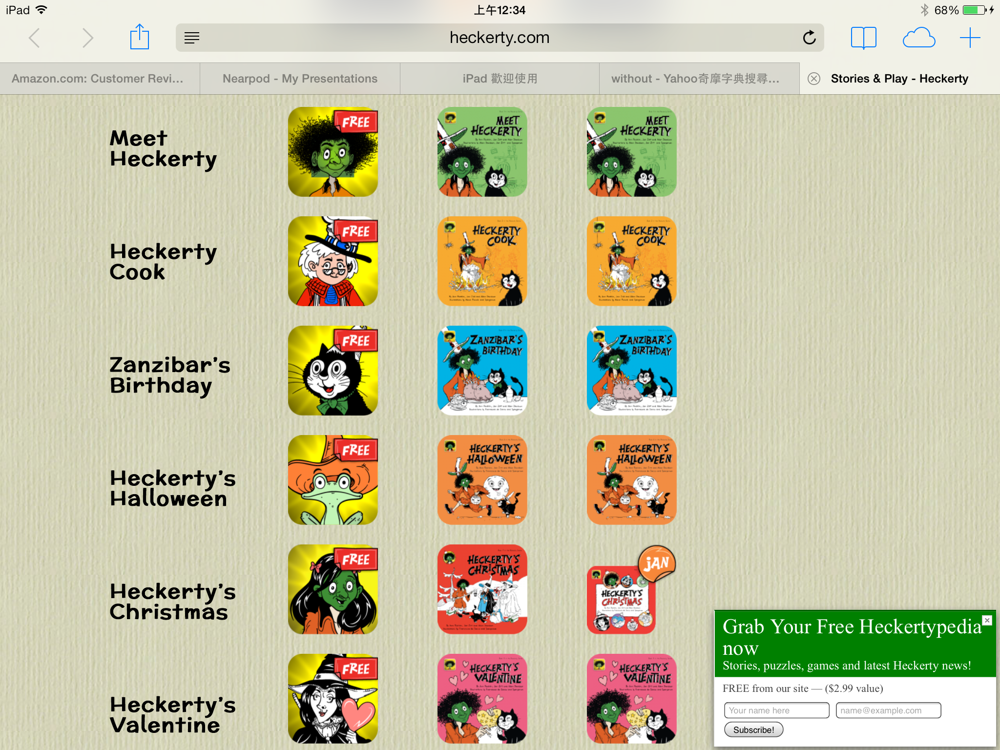 iPad
上午12:34
68%
heckerty.com
Amazon.com: Customer Revi...
Nearpod - My Presentations
iPad 歡迎使用
without - Yahoo奇摩字典搜尋...
Stories & Play - Heckerty
Meet
Heckerty
FREE
MEET
HECKERTY
MEET
HECKERTY
Heckerty
Cook
FREE
HECKERTY
COOK
HECKERTY
COOK
Zanzibar's
Birthday
FREE
ZANZIBAR'S
BIRTHDAY
ZANZIBAR'S
BIRTHDAY
Heckerty's
Halloween
FREE
HECKERTY'S
HALLOWEEN
HECKERTY'S
HALLOWEEN
Heckerty's
Christmas
FREE
HECKERTY'S
CHRISTMAS
JAN
HECKERTY'S
CHRISTMAS
Heckerty's
Valentine
FREE
HECKERTY'S
VALENTINE
HECKERTY'S
VALENTINE
Grab Your Free Heckertypedia
now
Stories, puzzles, games and latest Heckerty news!
FREE from our site — ($2.99 value)
Your name here
name@example.com
Subscribe!